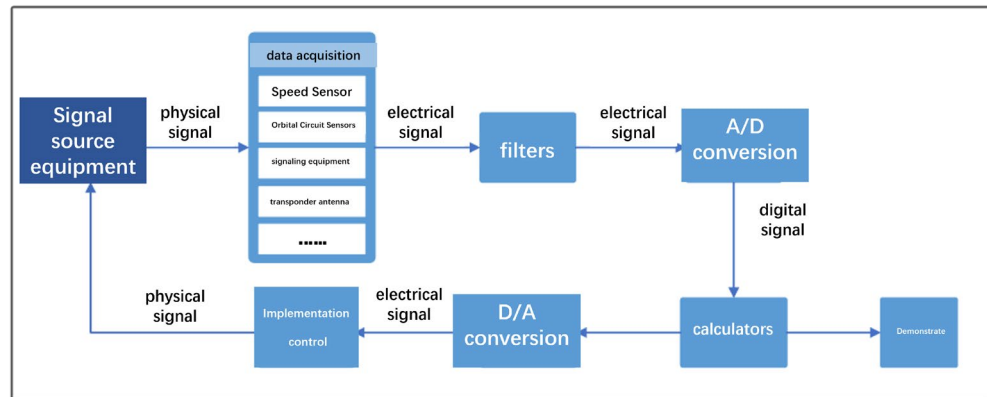 data acquisition
Speed Sensor
Orbital Circuit Sensors
signaling equipment
transponder antenna
......
Signal
source
equipment
physical
signal
electrical
signal
filters
electrical
signal
A/D
conversion
digital
signal
physical
signal
Implementation
control
electrical
signal
D/A
conversion
calculators
Demonstrate